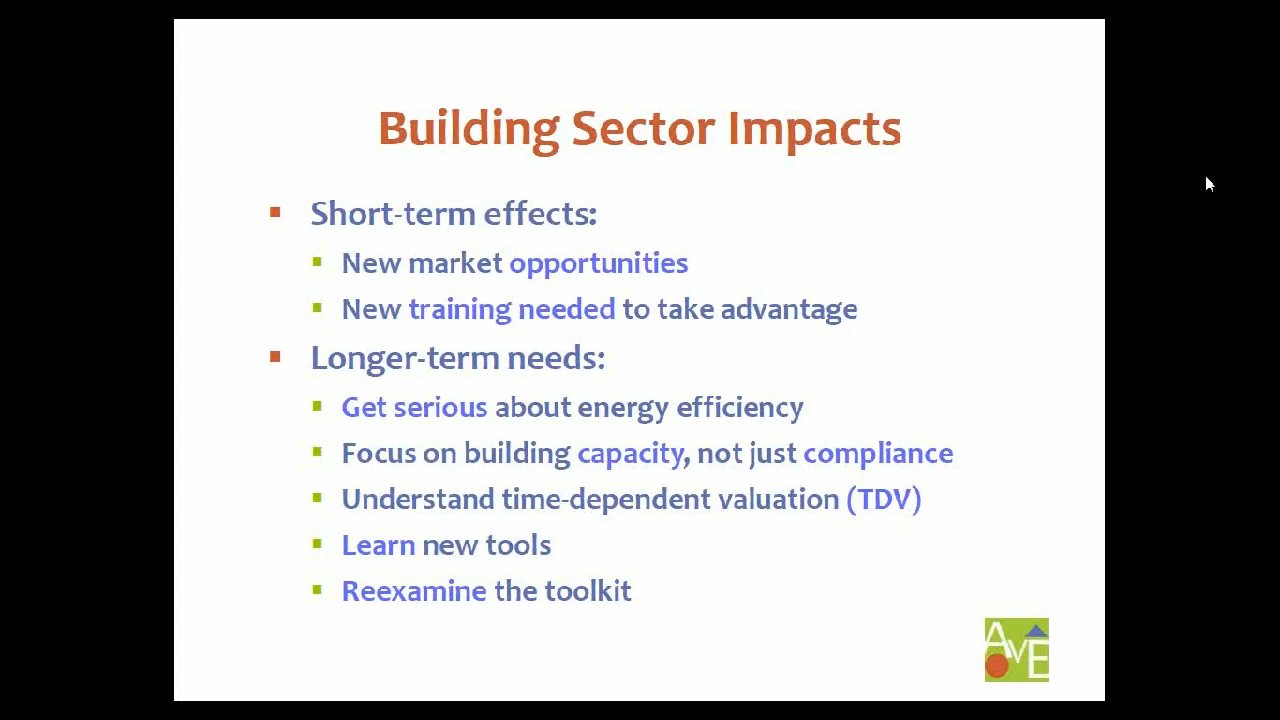 Building Sector Impacts
Short-term effects:
New market opportunities
New training needed to take advantage
Longer-term needs:
Get serious about energy efficiency
Focus on building capacity, not just compliance
Understand time-dependent valuation (TDV)
Learn new tools
Reexamine the toolkit
AVE